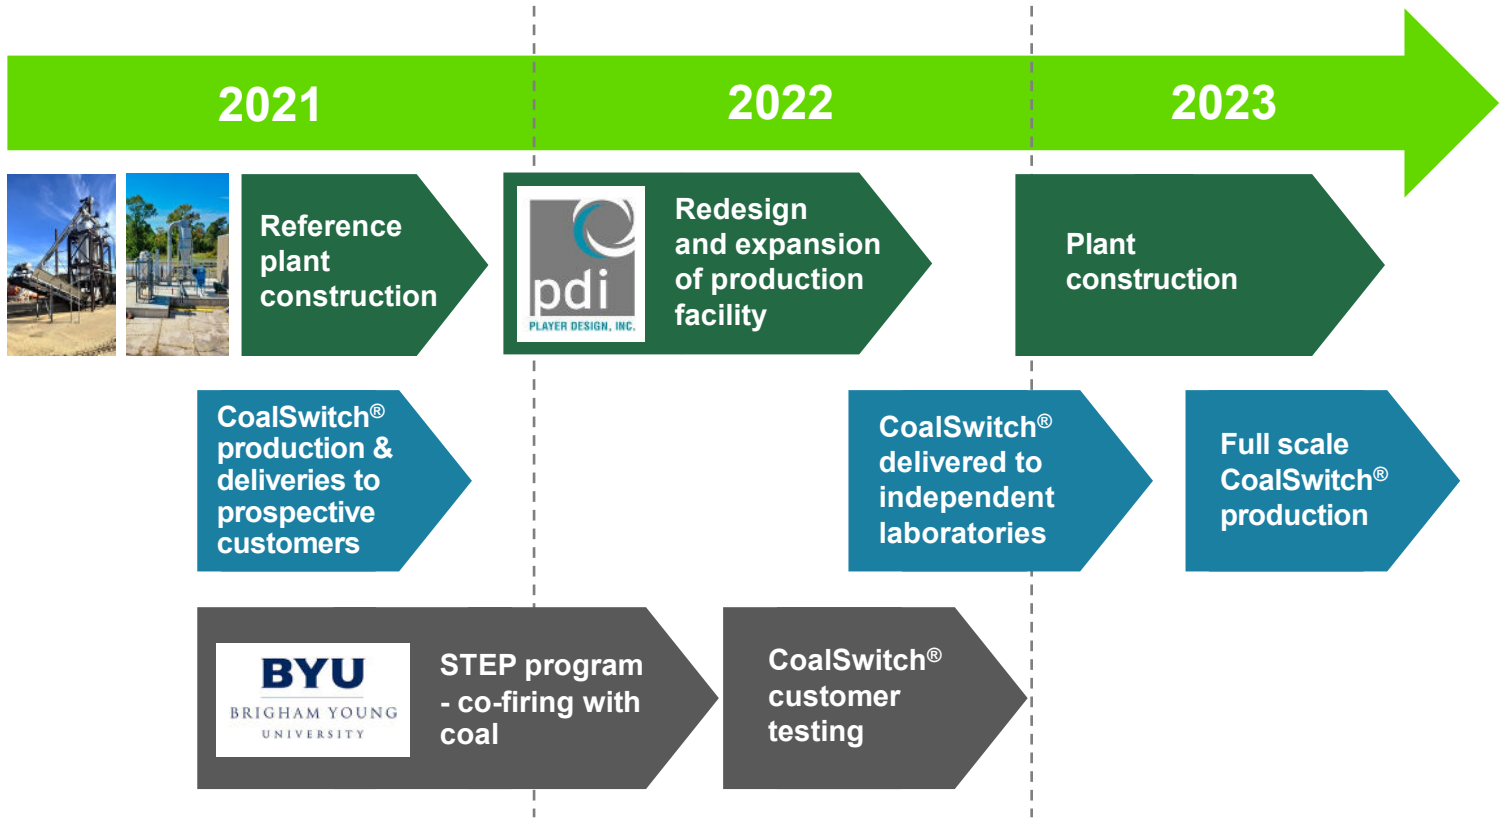 2021
2022
2023
Reference
plant
construction
pdi
PLAYER DESIGN, INC.
Redesign
and expansion
of production
facility
Plant
construction
CoalSwitch®
production &
deliveries to
prospective
customers
CoalSwitch®
delivered to
independent
laboratories
Full scale
CoalSwitch®
production
BYU
BRIGHAM YOUNG
UNIVERSITY
STEP program
- co-firing with
coal
CoalSwitch®
customer
testing